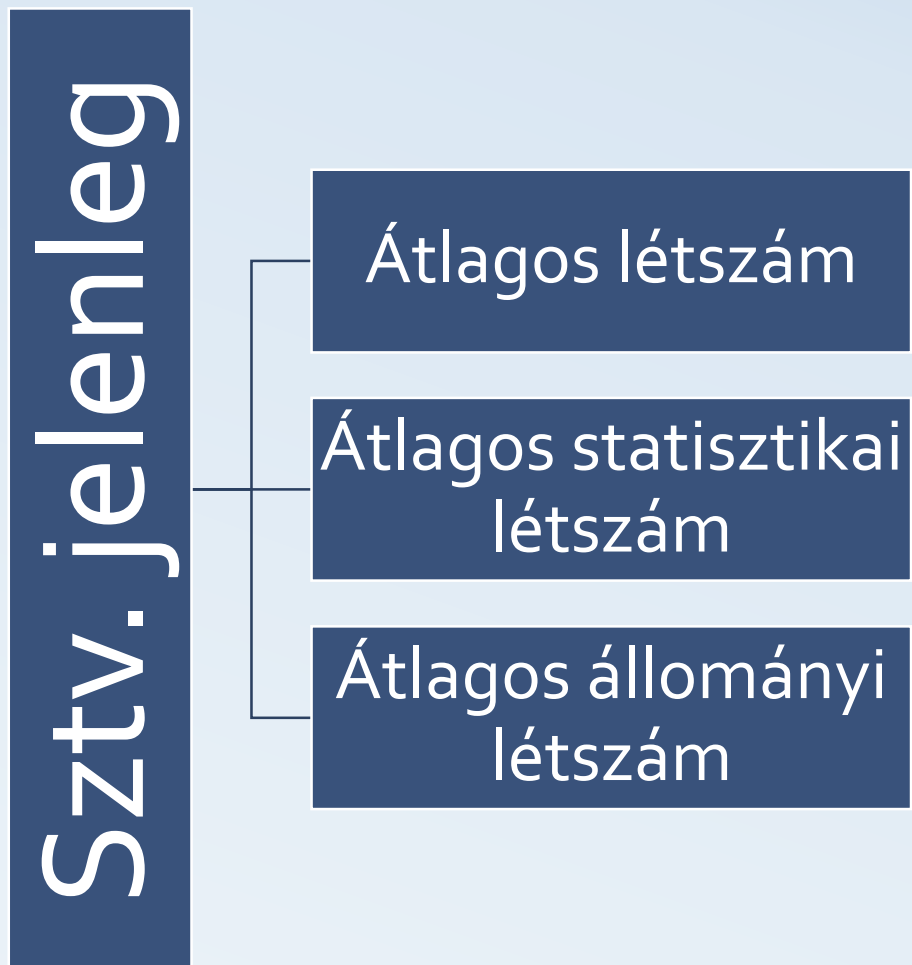 Sztv. jelenleg
Átlagos létszám
Átlagos statisztikai
létszám
Átlagos állományi
létszám